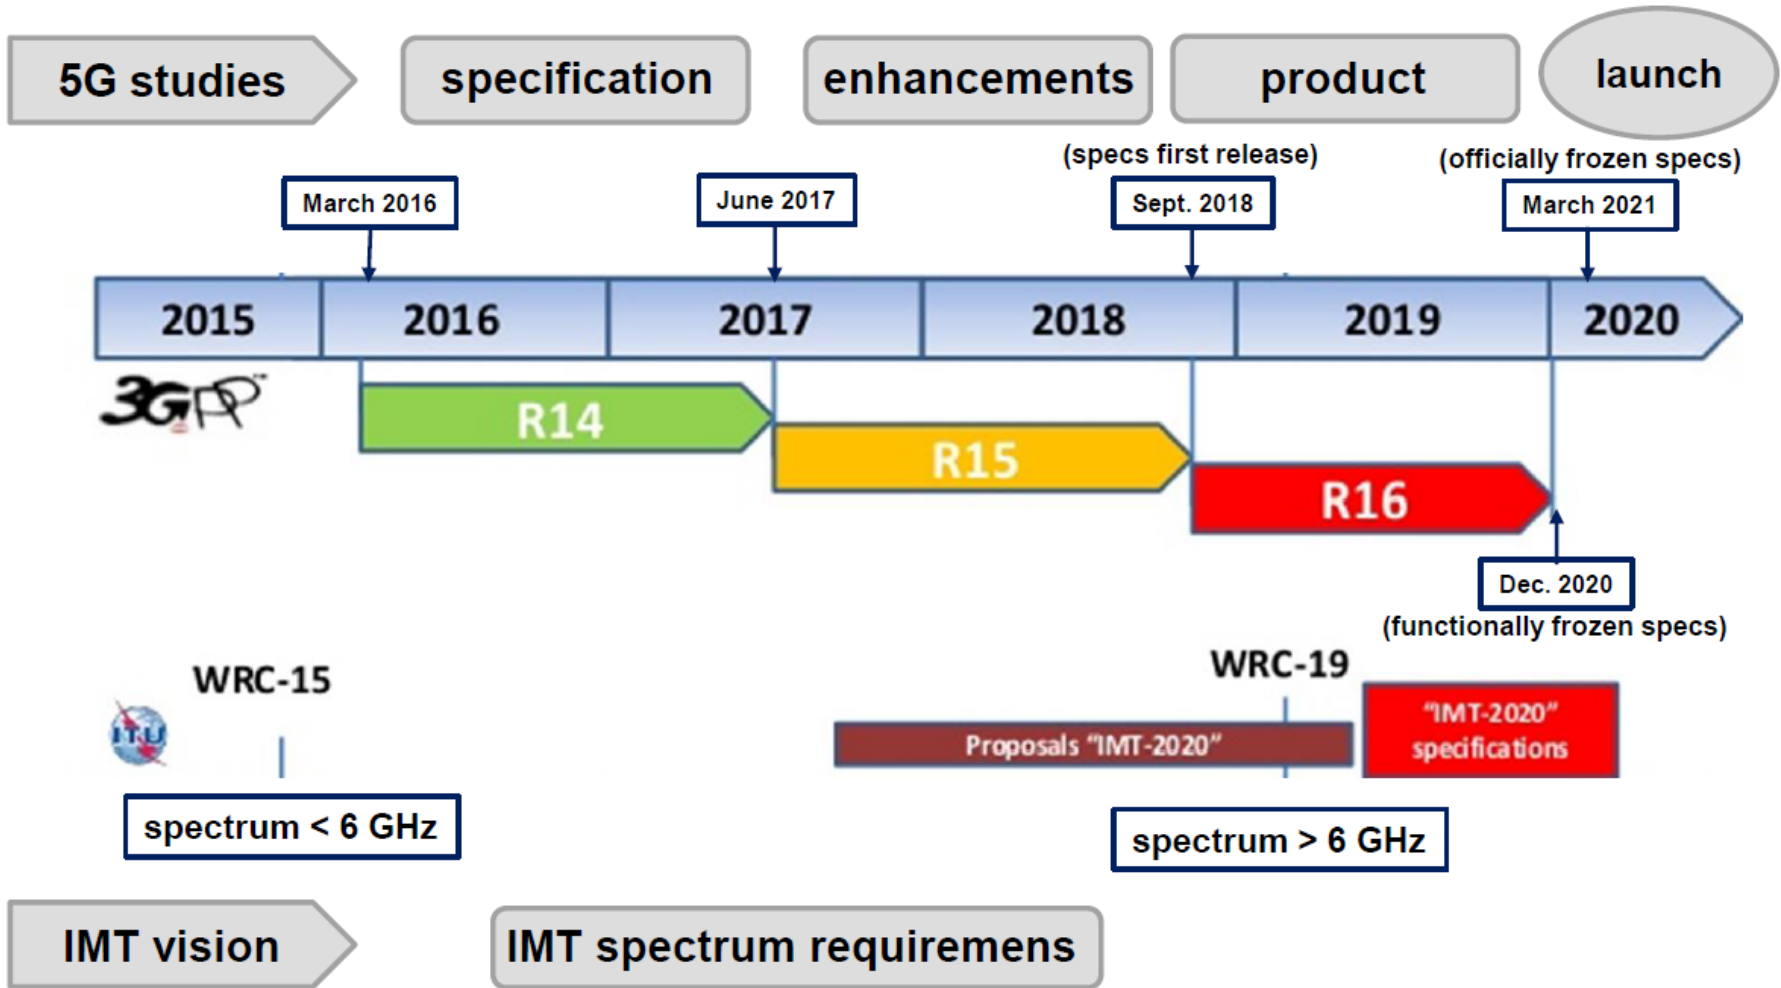 5G studies
specification
enhancements
product
launch
(specs first release)
(officially frozen specs)
March 2016
June 2017
Sept. 2018
March 2021
2015
2016
2017
2018
2019
2020
3GPP™
R14
R15
R16
Dec. 2020
(functionally frozen specs)
WRC-15
WRC-19
ITU
Proposals “IMT-2020”
“IMT-2020”
specifications
spectrum < 6 GHz
spectrum > 6 GHz
IMT vision
IMT spectrum requiremens